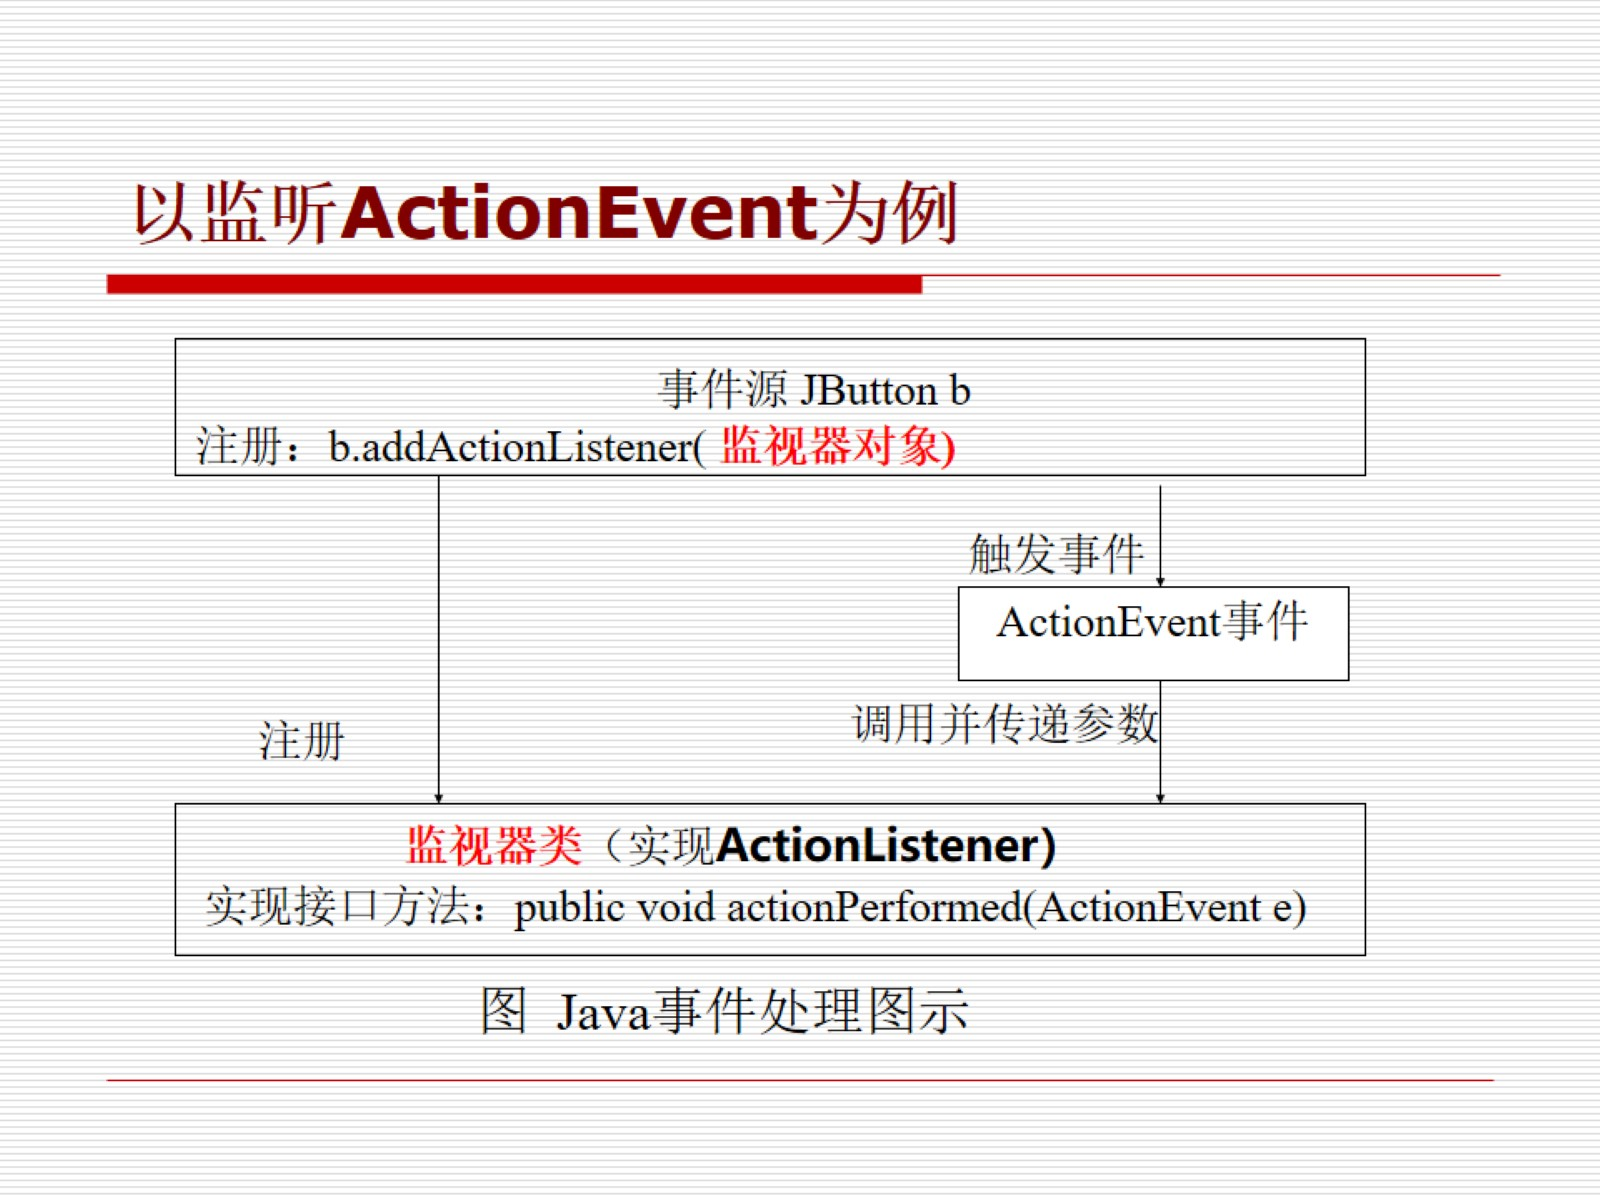 以监听ActionEvent为例
事件源 JButton b
注册：b.addActionListener( 监视器对象)
触发事件
ActionEvent事件
调用并传递参数
注册
监视器类（实现ActionListener)
实现接口方法：public void actionPerformed(ActionEvent e)
图 Java事件处理图示